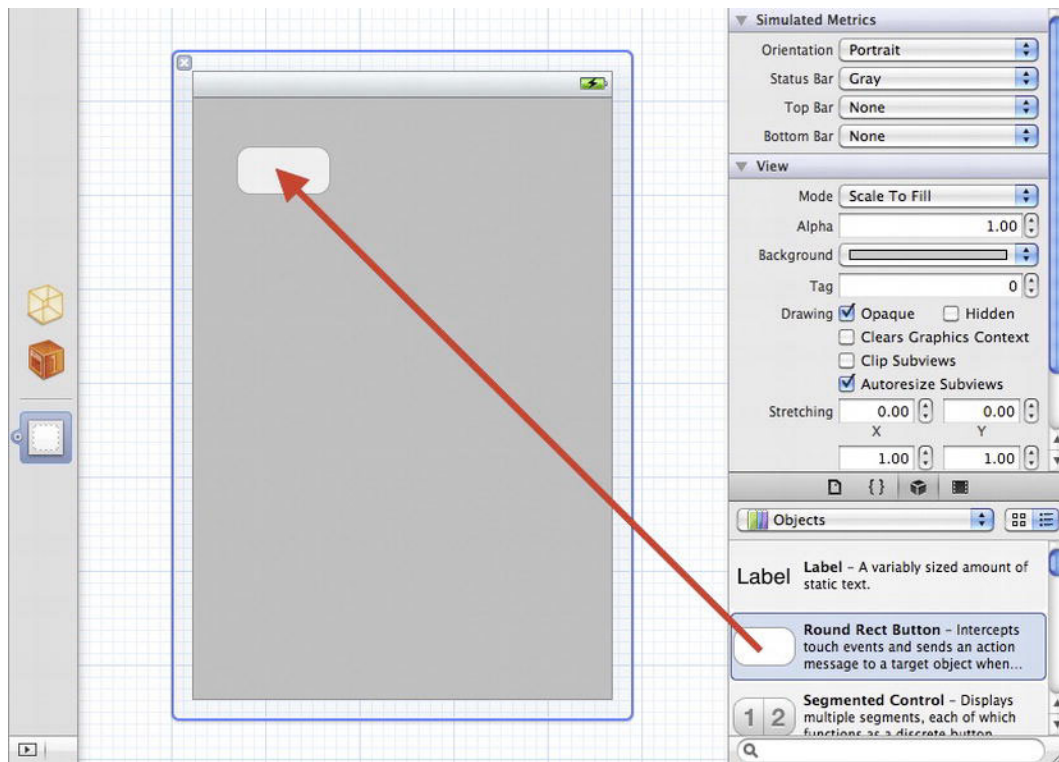 Simulated Metrics
Orientation Portrait
Status Bar Gray
Top Bar None
Bottom Bar None
View
Mode Scale To Fill
Alpha 1.00
Background
Tag 0
Drawing Opaque Hidden
Clears Graphics Context
Clip Subviews
Autoresize Subviews
Stretching 0.00 0.00
X Y
1.00 1.00
{}
Objects
Label Label – A variably sized amount of
static text.
Round Rect Button – Intercepts
touch events and sends an action
message to a target object when...
1 2 Segmented Control – Displays
multiple segments, each of which
functions as a discrete button